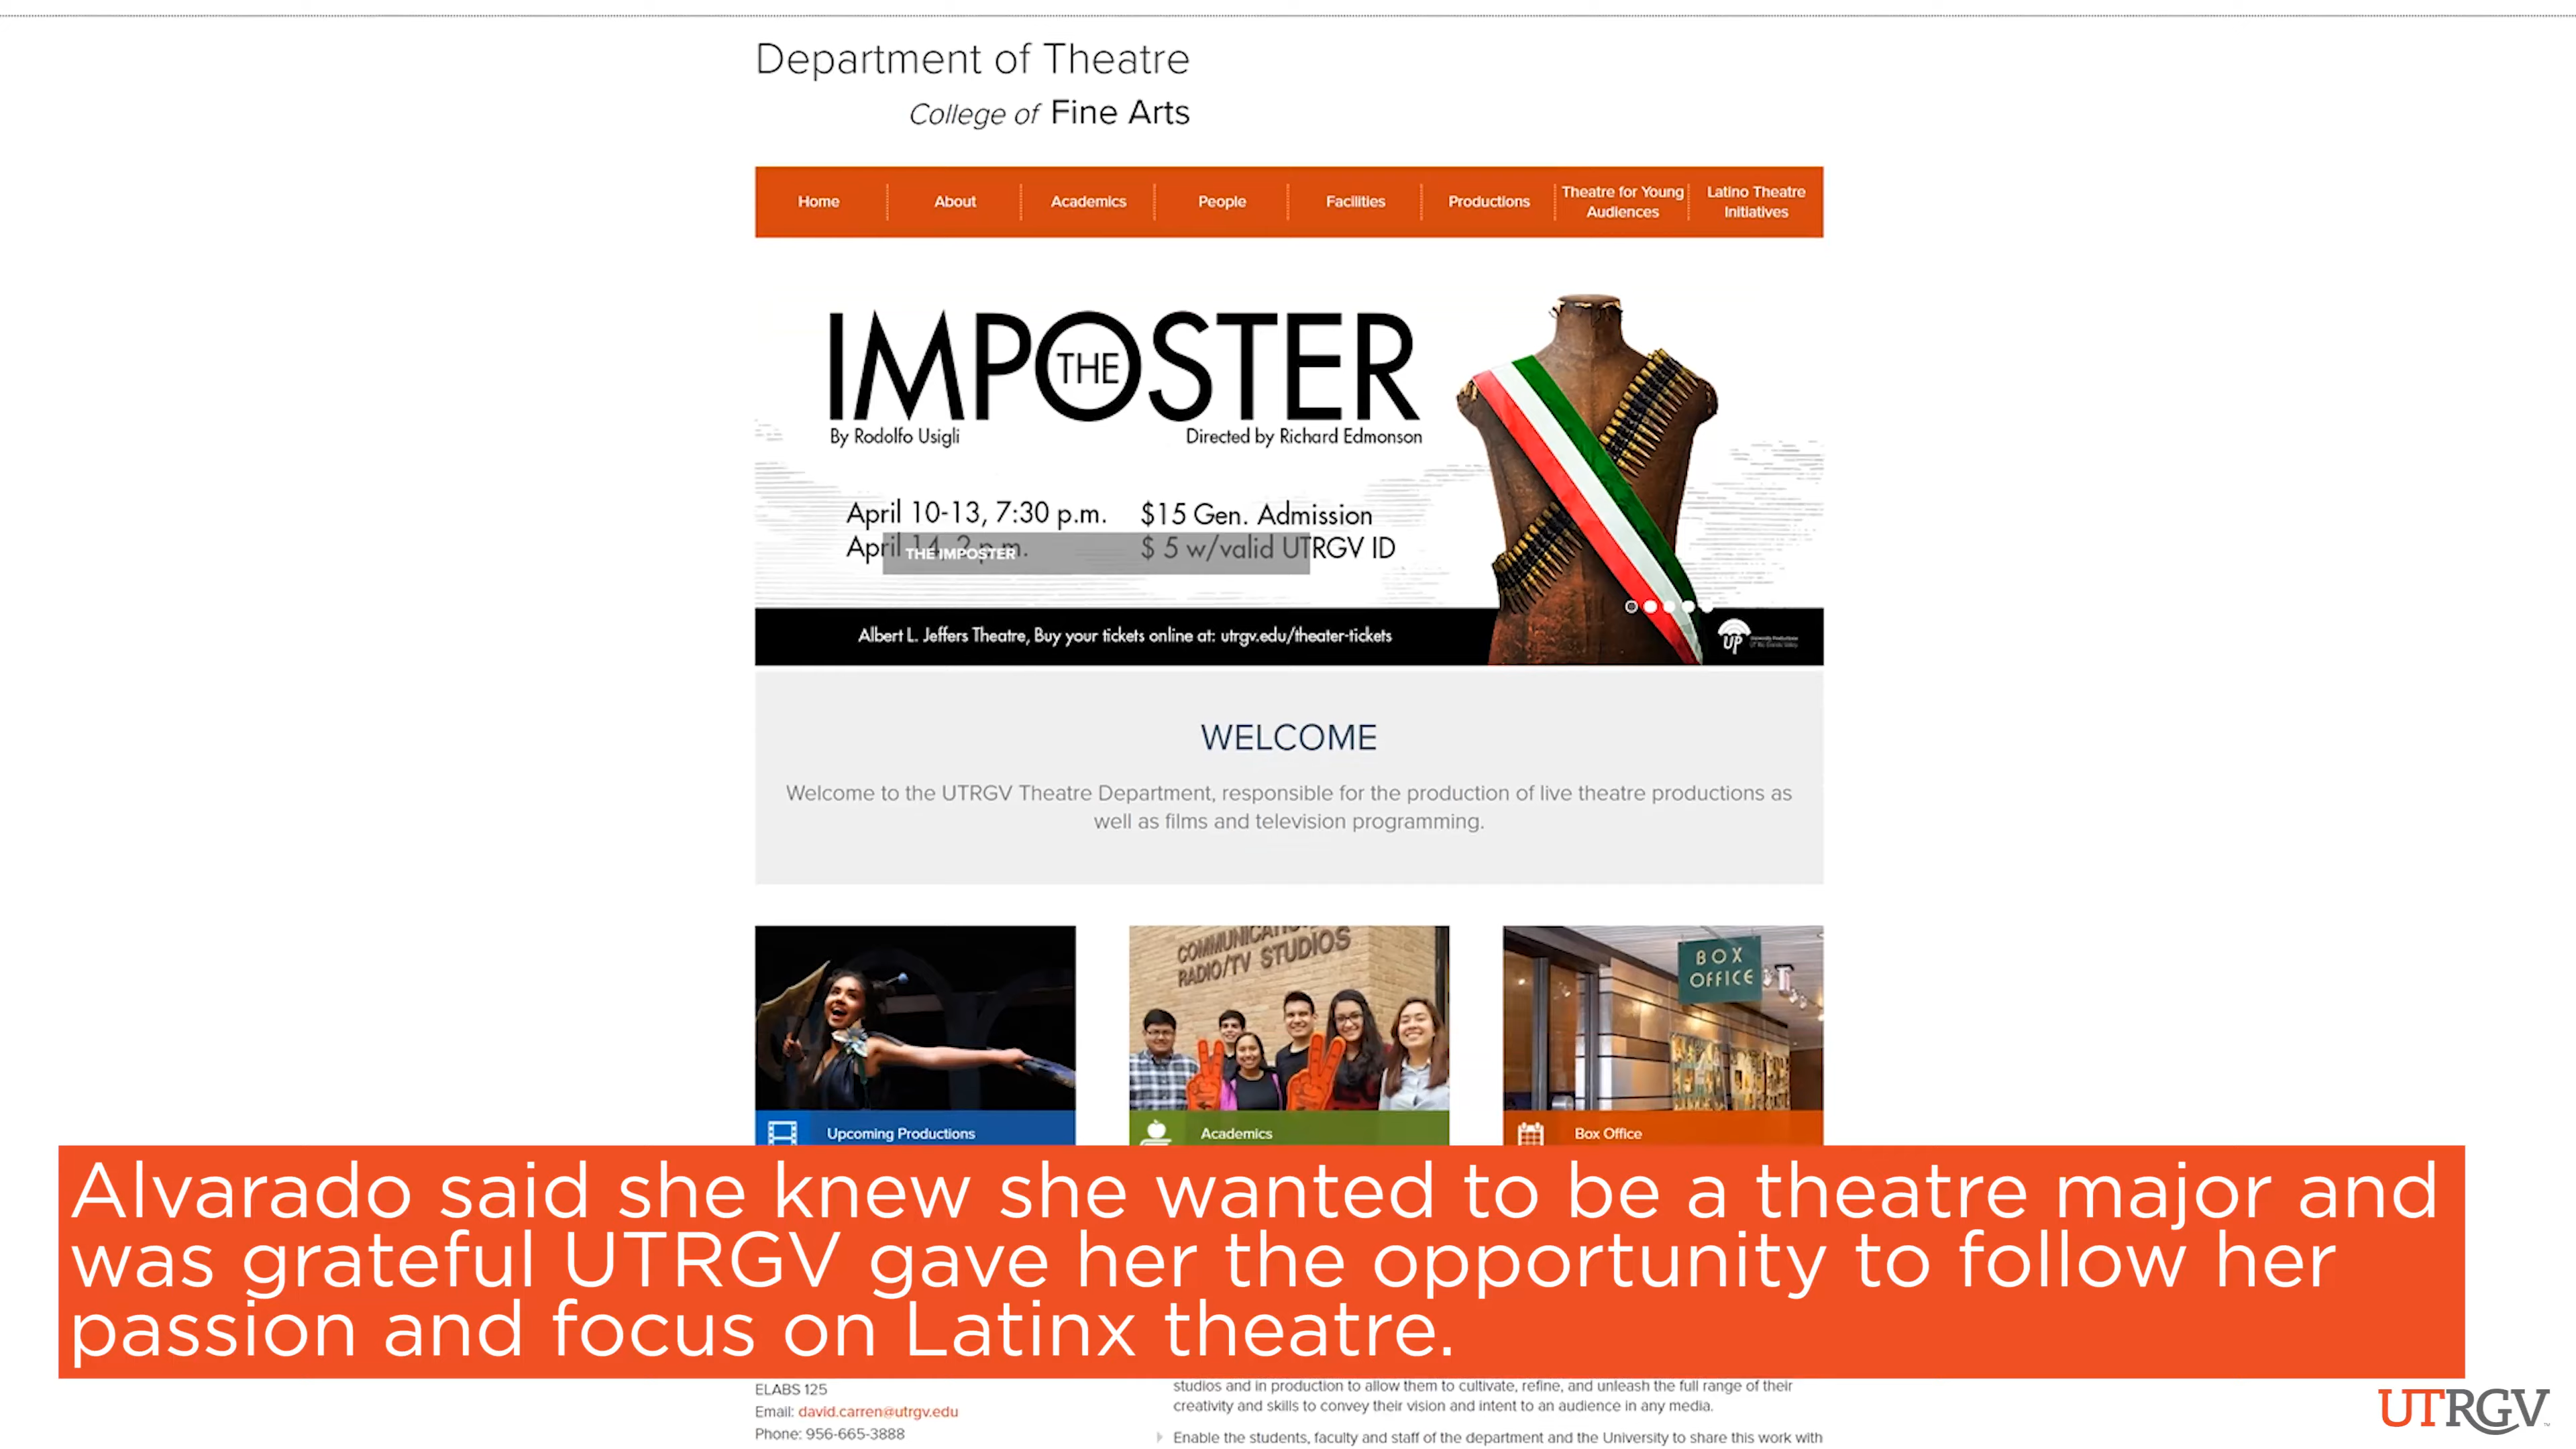 Department of Theatre
College of Fine Arts
Home
About
Academics
People
Facilities
Productions
Theatre for Young
Audiences
Latino Theatre
Initiatives
IMPOSTER
THE
By Rodolfo Usigli
Directed by Richard Edmonson
April 10-13, 7:30 p.m.
$15 Gen. Admission
April 14, 2 p.m.
$ 5 w/valid UTRGV ID
THE IMPOSTER
Albert L. Jeffers Theatre, Buy your tickets online at: utrgv.edu/theater-tickets
UP
WELCOME
Welcome to the UTRGV Theatre Department, responsible for the production of live theatre productions as
well as films and television programming.
RADIO/TV STUDIOS
BOX
OFFICE
Upcoming Productions
Academics
Box Office
Alvarado said she knew she wanted to be a theatre major and
was grateful UTRGV gave her the opportunity to follow her
passion and focus on Latinx theatre.
ELABS 125
Email: david.carren@utrgv.edu
Phone: 956-665-3888
studios and in production to allow them to cultivate, refine, and unleash the full range of their
creativity and skills to convey their vision and intent to an audience in any media.
Enable the students, faculty and staff of the department and the University to share this work with
UTRGV